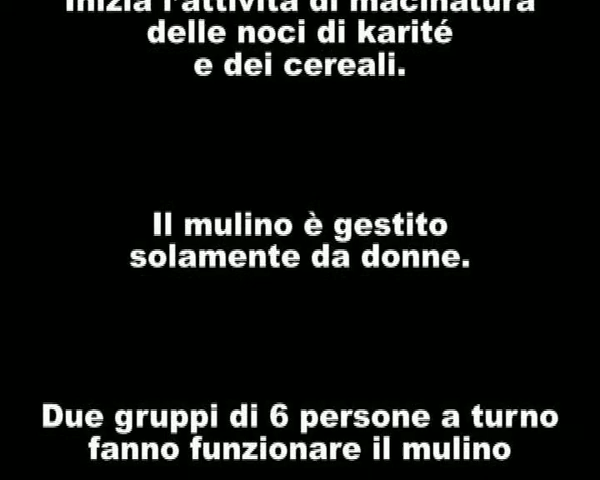 Inizia l'attività di macinatura
delle noci di karité
e dei cereali.
Il mulino è gestito
solamente da donne.
Due gruppi di 6 persone a turno
fanno funzionare il mulino